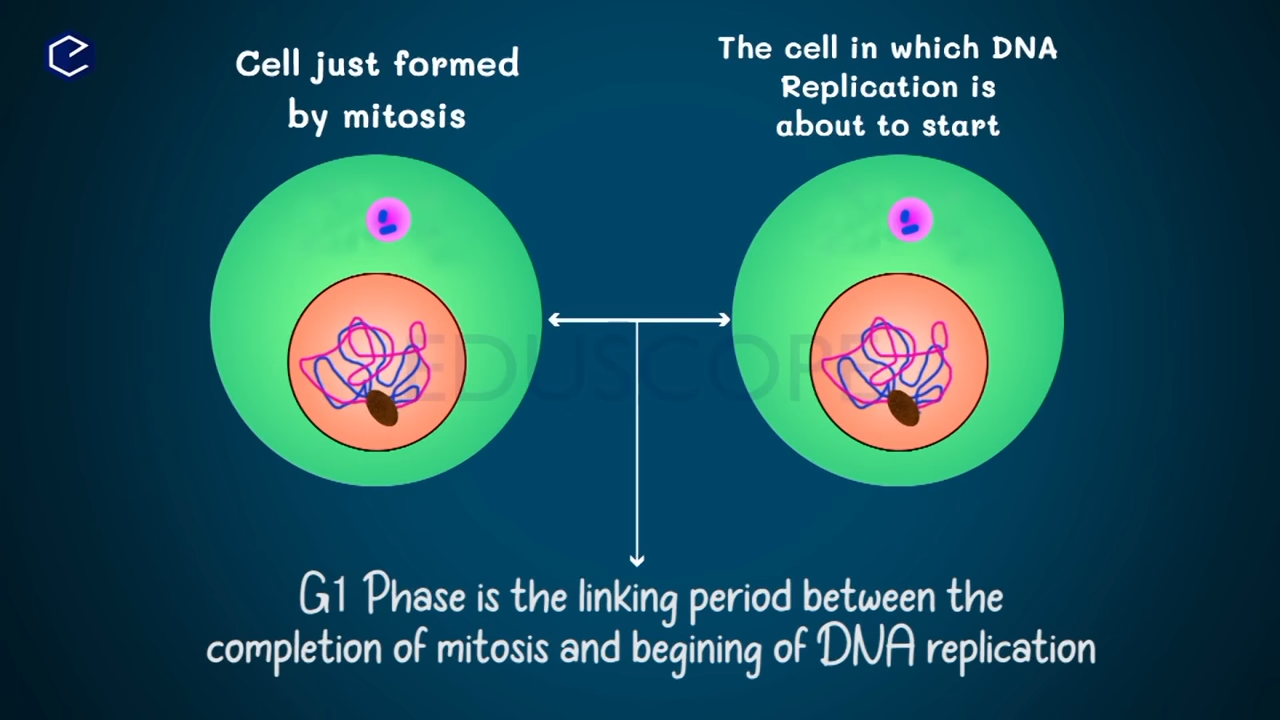 Cell just formed
by mitosis
The cell in which DNA
Replication is
about to start
EDUSCOPE
G1 Phase is the linking period between the
completion of mitosis and begining of DNA replication